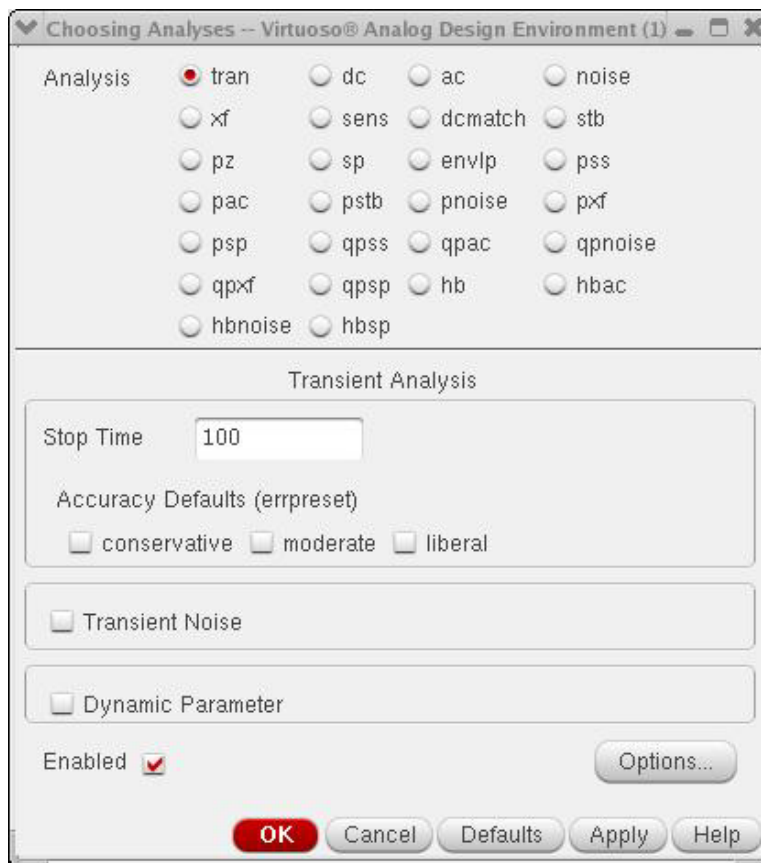 Choosing Analyses -- Virtuoso® Analog Design Environment (1)
Analysis tran dc ac noise
xf sens dcmatch stb
pz sp envlp pss
pac pstb pnoise pxf
psp qpss qpac qpnoise
qpxf qpsp hb hbac
hbnoise hbsp
Transient Analysis
Stop Time 100
Accuracy Defaults (errpreset)
conservative moderate liberal
Transient Noise
Dynamic Parameter
Enabled Options...
OK Cancel Defaults Apply Help